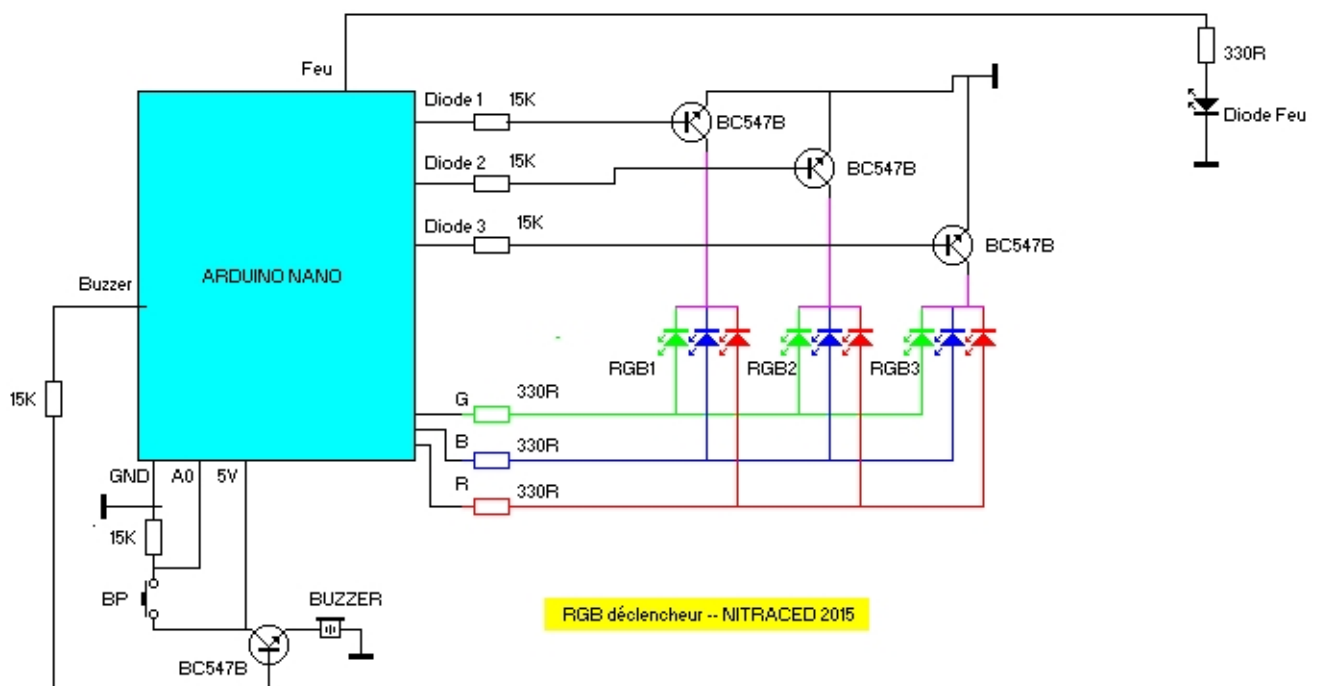 Feu
330R
Diode Feu
Diode 1
15K
BC547B
Diode 2
15K
BC547B
Diode 3
15K
BC547B
ARDUINO NANO
Buzzer
15K
RGB1
RGB2
RGB3
G
330R
B
330R
R
330R
GND
A0
5V
15K
BP
BUZZER
BC547B
RGB déclencheur -- NITRACED 2015